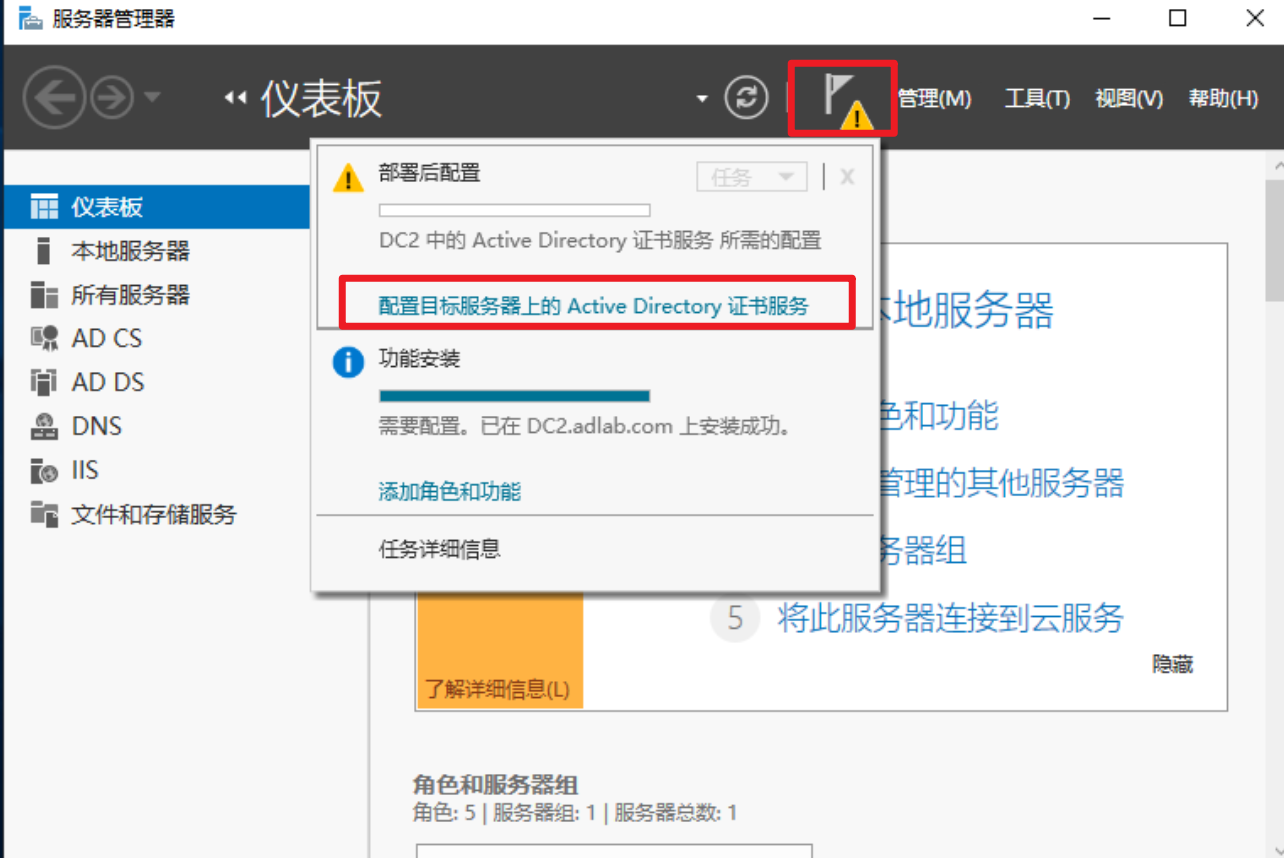 服务器管理器
仪表板
管理(M) 工具(T) 视图(V) 帮助(H)
仪表板
本地服务器
所有服务器
AD CS
AD DS
DNS
IIS
文件和存储服务
部署后配置
任务
X
DC2 中的 Active Directory 证书服务 所需的配置
配置目标服务器上的 Active Directory 证书服务
功能安装
需要配置。已在 DC2.adlab.com 上安装成功。
添加角色和功能
任务详细信息
地服务器
色和功能
管理的其他服务器
务器组
5 将此服务器连接到云服务
隐藏
了解详细信息(L)
角色和服务器组
角色: 5 | 服务器组: 1 | 服务器总数: 1